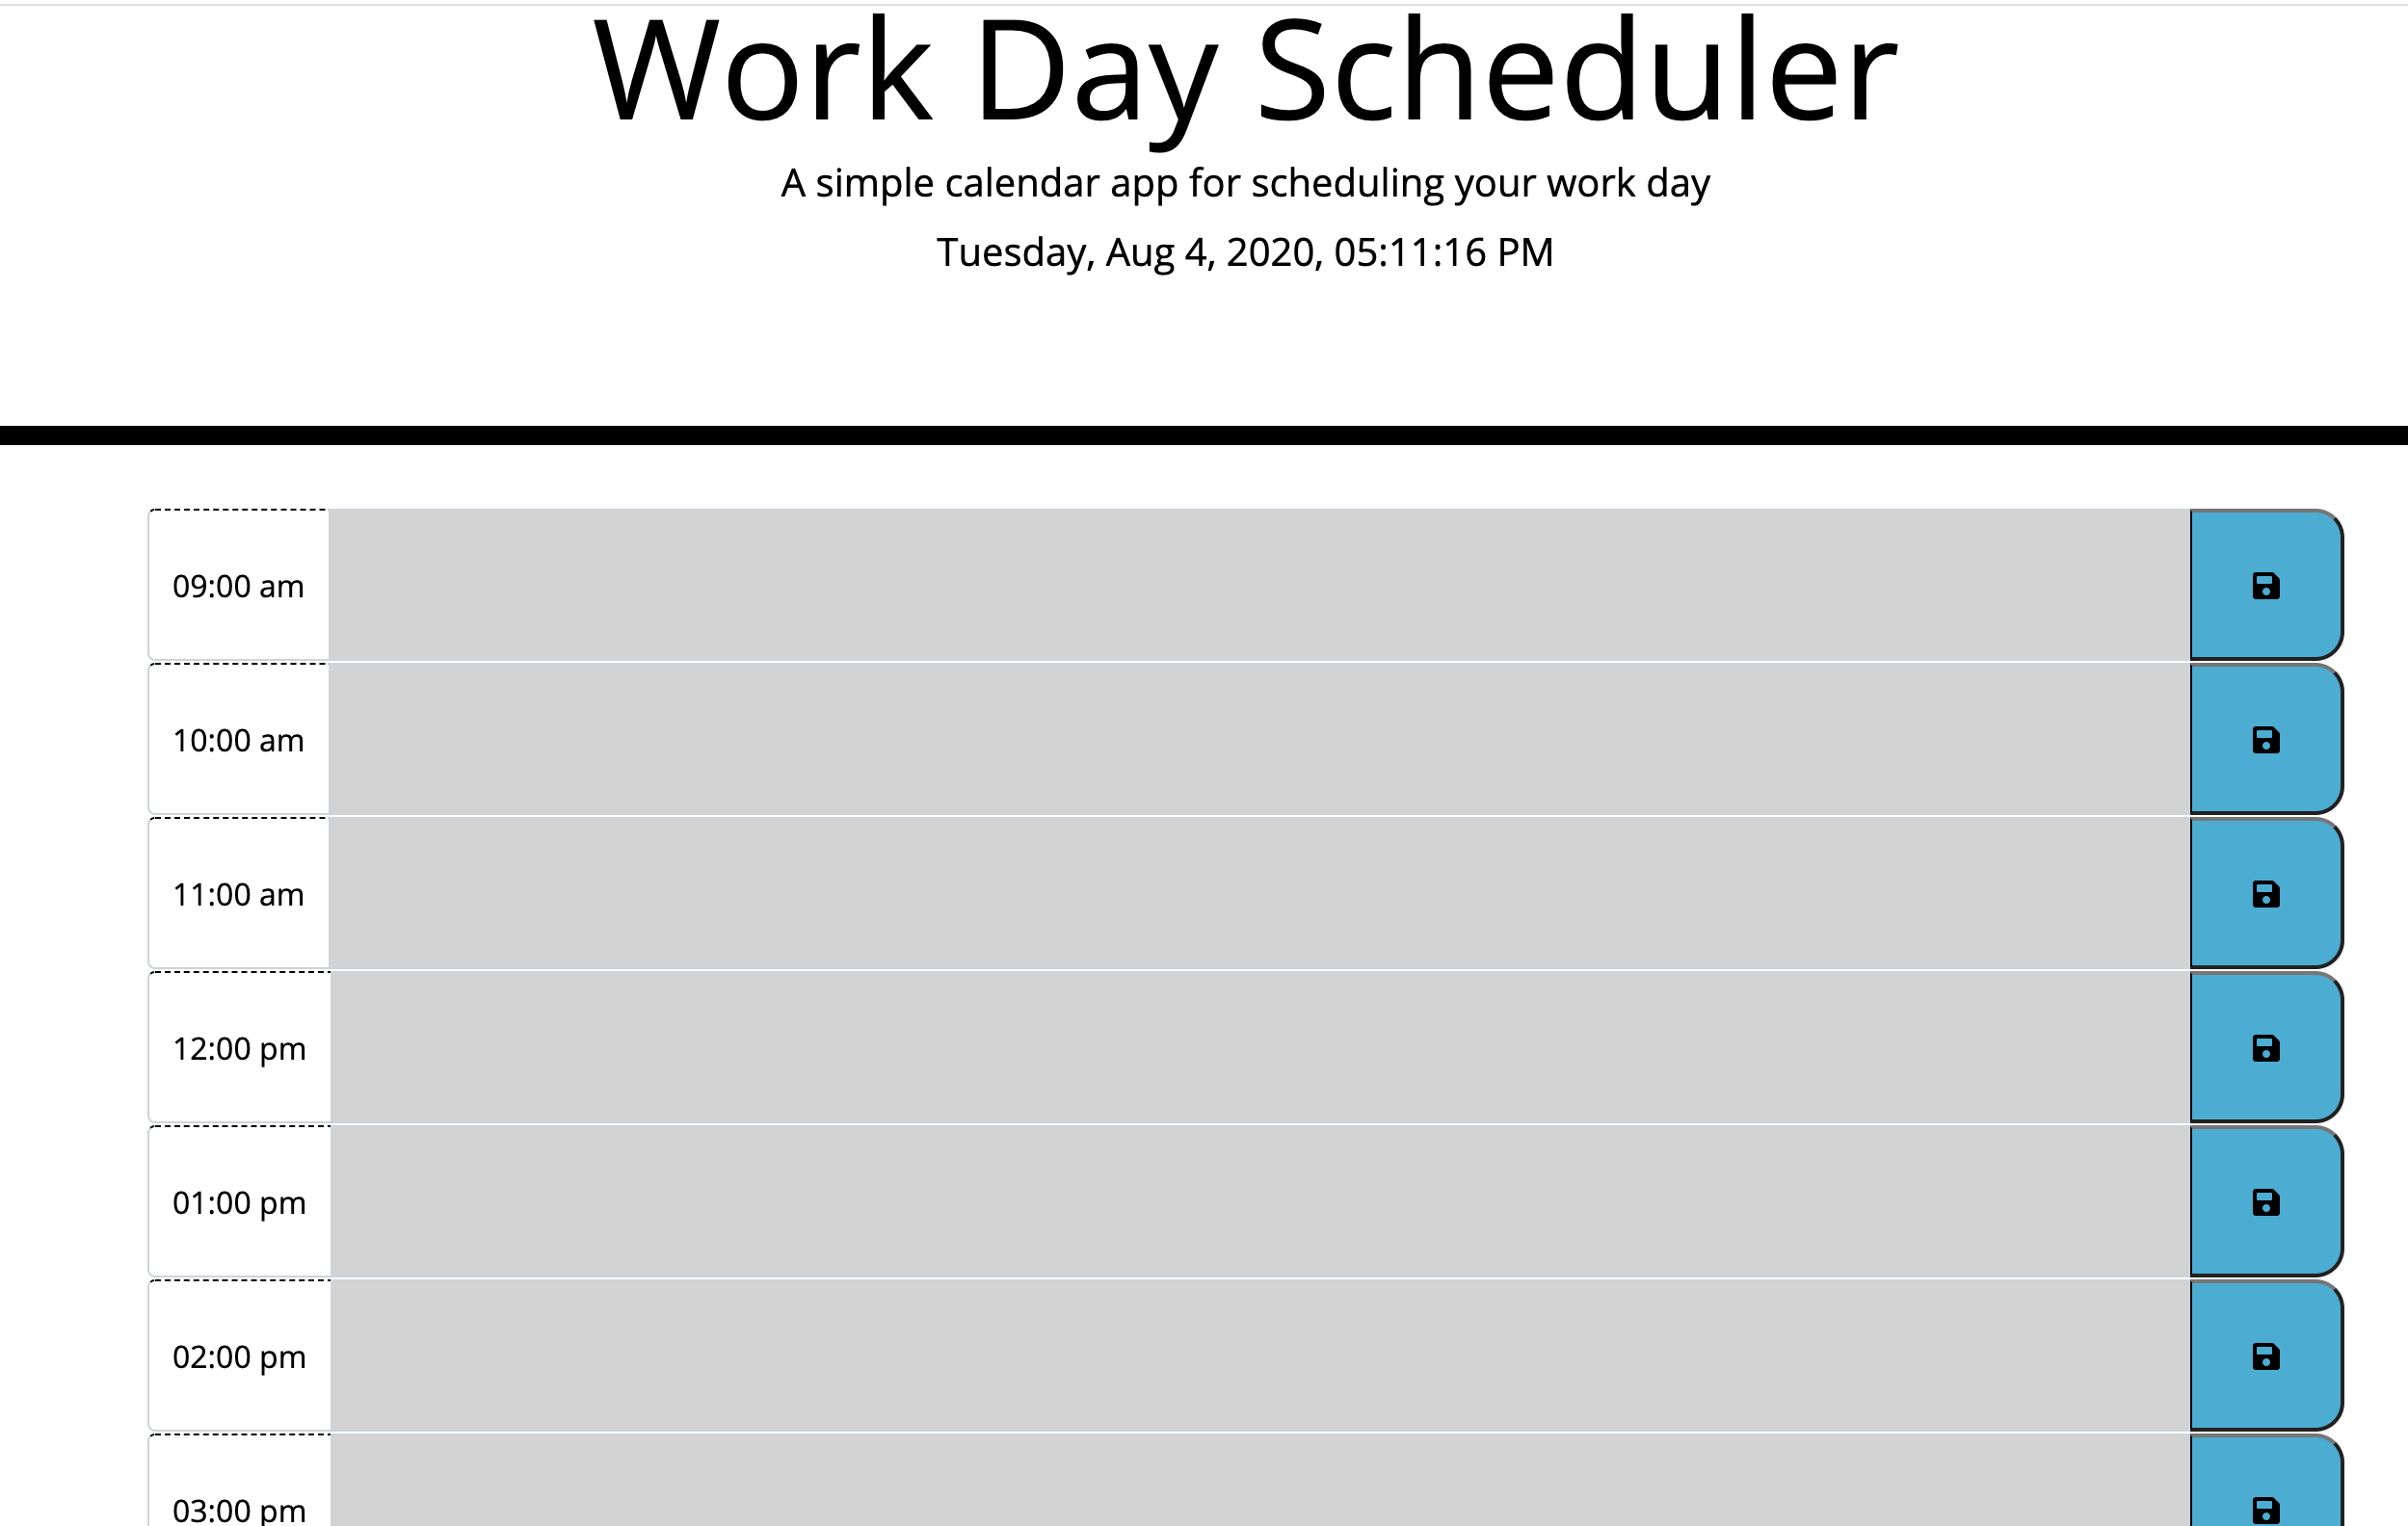 Work Day Scheduler
A simple calendar app for scheduling your work day
Tuesday, Aug 4, 2020, 05:11:16 PM
09:00 am
10:00 am
11:00 am
12:00 pm
01:00 pm
02:00 pm
03:00 pm